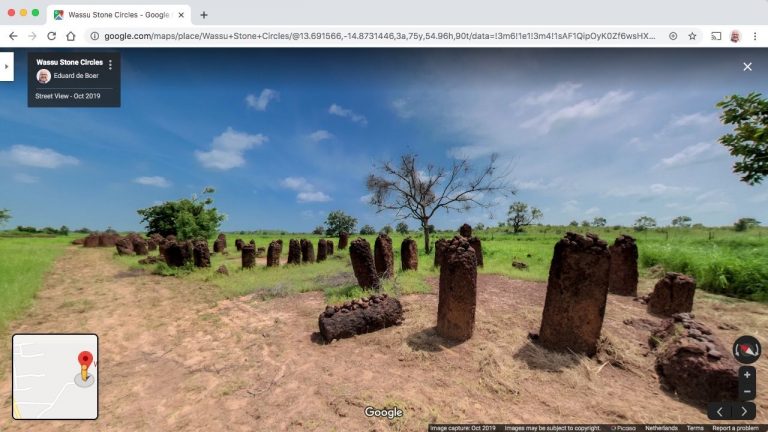 Wassu Stone Circles - Google
google.com/maps/place/Wassu+Stone+Circles/@13.691566,-14.8731446,3a,75y,54.96h,90t/data=!3m6!1e1!3m4!1sAF1QipOyK0Zf6wsHX...
Wassu Stone Circles
Eduard de Boer
Street View - Oct 2019
Google
Image capture: Oct 2019 Images may be subject to copyright. Picasa Netherlands Terms Report a problem